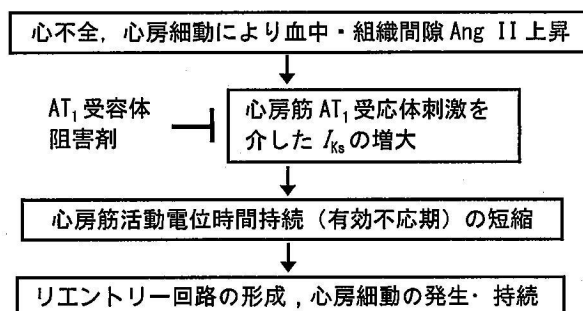 心不全，心房細動により血中・組織間隙 Ang II 上昇
AT₁ 受容体
阻害剤
心房筋 AT₁ 受応体刺激を
介した IKs の増大
心房筋活動電位時間持続（有効不応期）の短縮
リエントリー回路の形成，心房細動の発生・持続